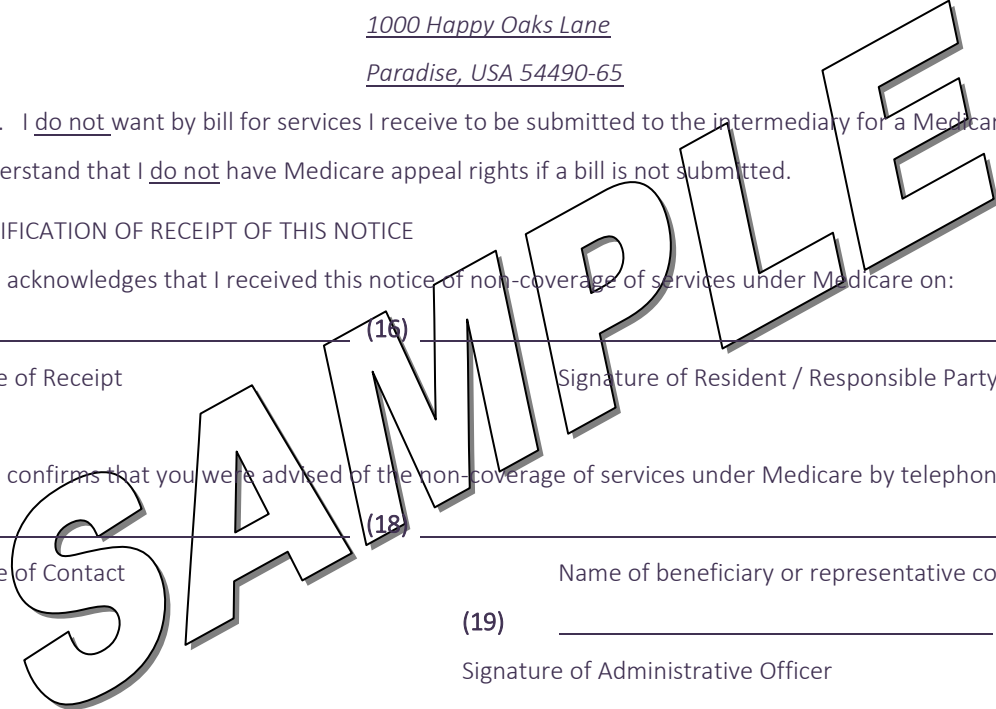 1000 Happy Oaks Lane
Paradise, USA 54490-65
. I do not want by bill for services I receive to be submitted to the intermediary for a Medicar
erstand that I do not have Medicare appeal rights if a bill is not submitted.
IFICATION OF RECEIPT OF THIS NOTICE
acknowledges that I received this notice of non-coverage of services under Medicare on:
(16)
e of Receipt Signature of Resident / Responsible Party
confirms that you were advised of the non-coverage of services under Medicare by telephon
(18)
e of Contact Name of beneficiary or representative co
(19)
Signature of Administrative Officer
SAMPLE